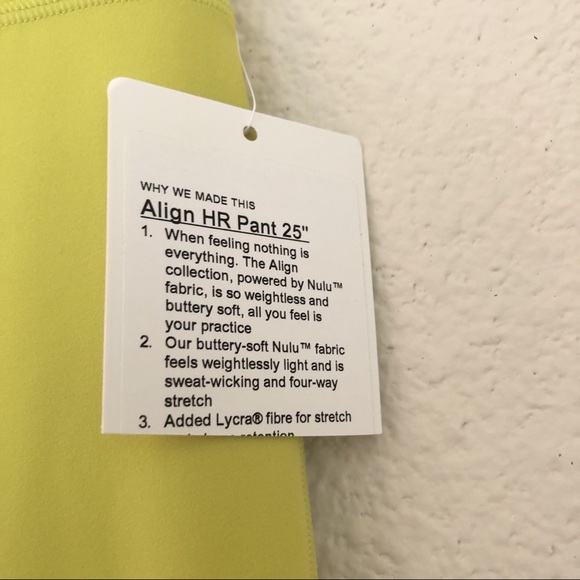 WHY WE MADE THIS
Align HR Pant 25"
1. When feeling nothing is
everything. The Align
collection, powered by Nulu™
fabric, is so weightless and
buttery soft, all you feel is
your practice
2. Our buttery-soft Nulu™ fabric
feels weightlessly light and is
sweat-wicking and four-way
stretch
3. Added Lycra® fibre for stretch
retention